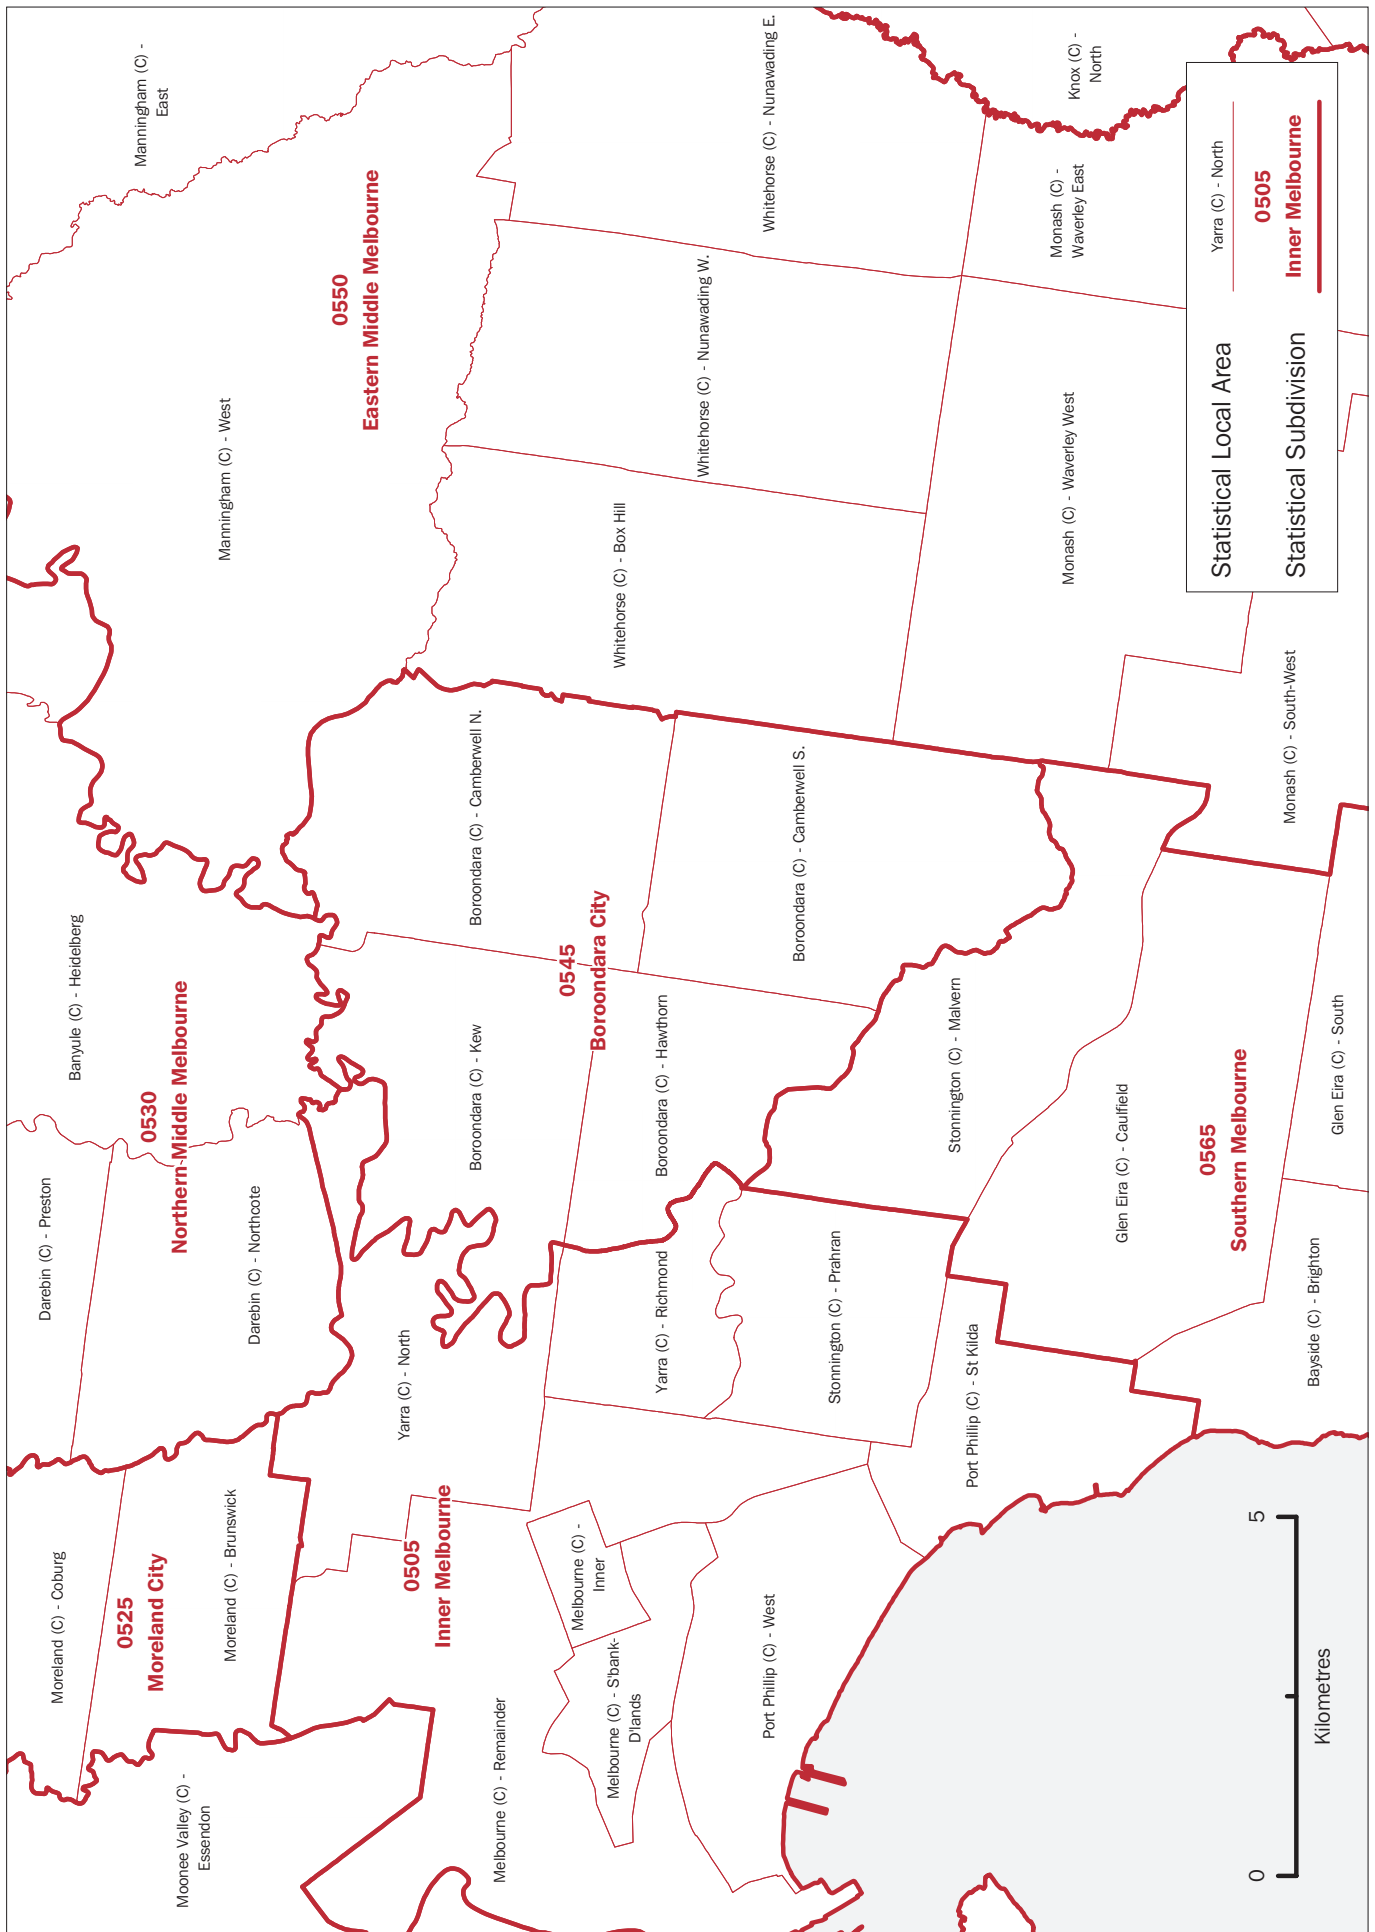 Moonee Valley (C) -
Essendon
Moreland (C) - Coburg
0525
Moreland City
Moreland (C) - Brunswick
Darebin (C) - Preston
Darebin (C) - Northcote
0530
Northern Middle Melbourne
Banyule (C) - Heidelberg
Manningham (C) - West
Manningham (C) -
East
0550
Eastern Middle Melbourne
0505
Inner Melbourne
Yarra (C) - North
Melbourne (C) - Remainder
Melbourne (C) -
Inner
Melbourne (C) - S'bank-
D'lands
Yarra (C) - Richmond
Boroondara (C) - Kew
Boroondara (C) - Camberwell N.
0545
Boroondara City
Boroondara (C) - Hawthorn
Boroondara (C) - Camberwell S.
Whitehorse (C) - Box Hill
Whitehorse (C) - Nunawading W.
Whitehorse (C) - Nunawading E.
Port Phillip (C) - West
Stonnington (C) - Prahran
Stonnington (C) - Malvern
Port Phillip (C) - St Kilda
Glen Eira (C) - Caulfield
0565
Southern Melbourne
Bayside (C) - Brighton
Glen Eira (C) - South
Monash (C) - Waverley West
Monash (C) -
Waverley East
Knox (C) -
North
Monash (C) - South-West
Statistical Local Area
Yarra (C) - North
Statistical Subdivision
0505
Inner Melbourne
0
5
Kilometres